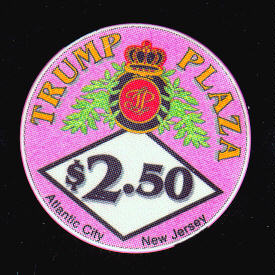 TRUMP PLAZA
TP
$2.50
Atlantic City New Jersey